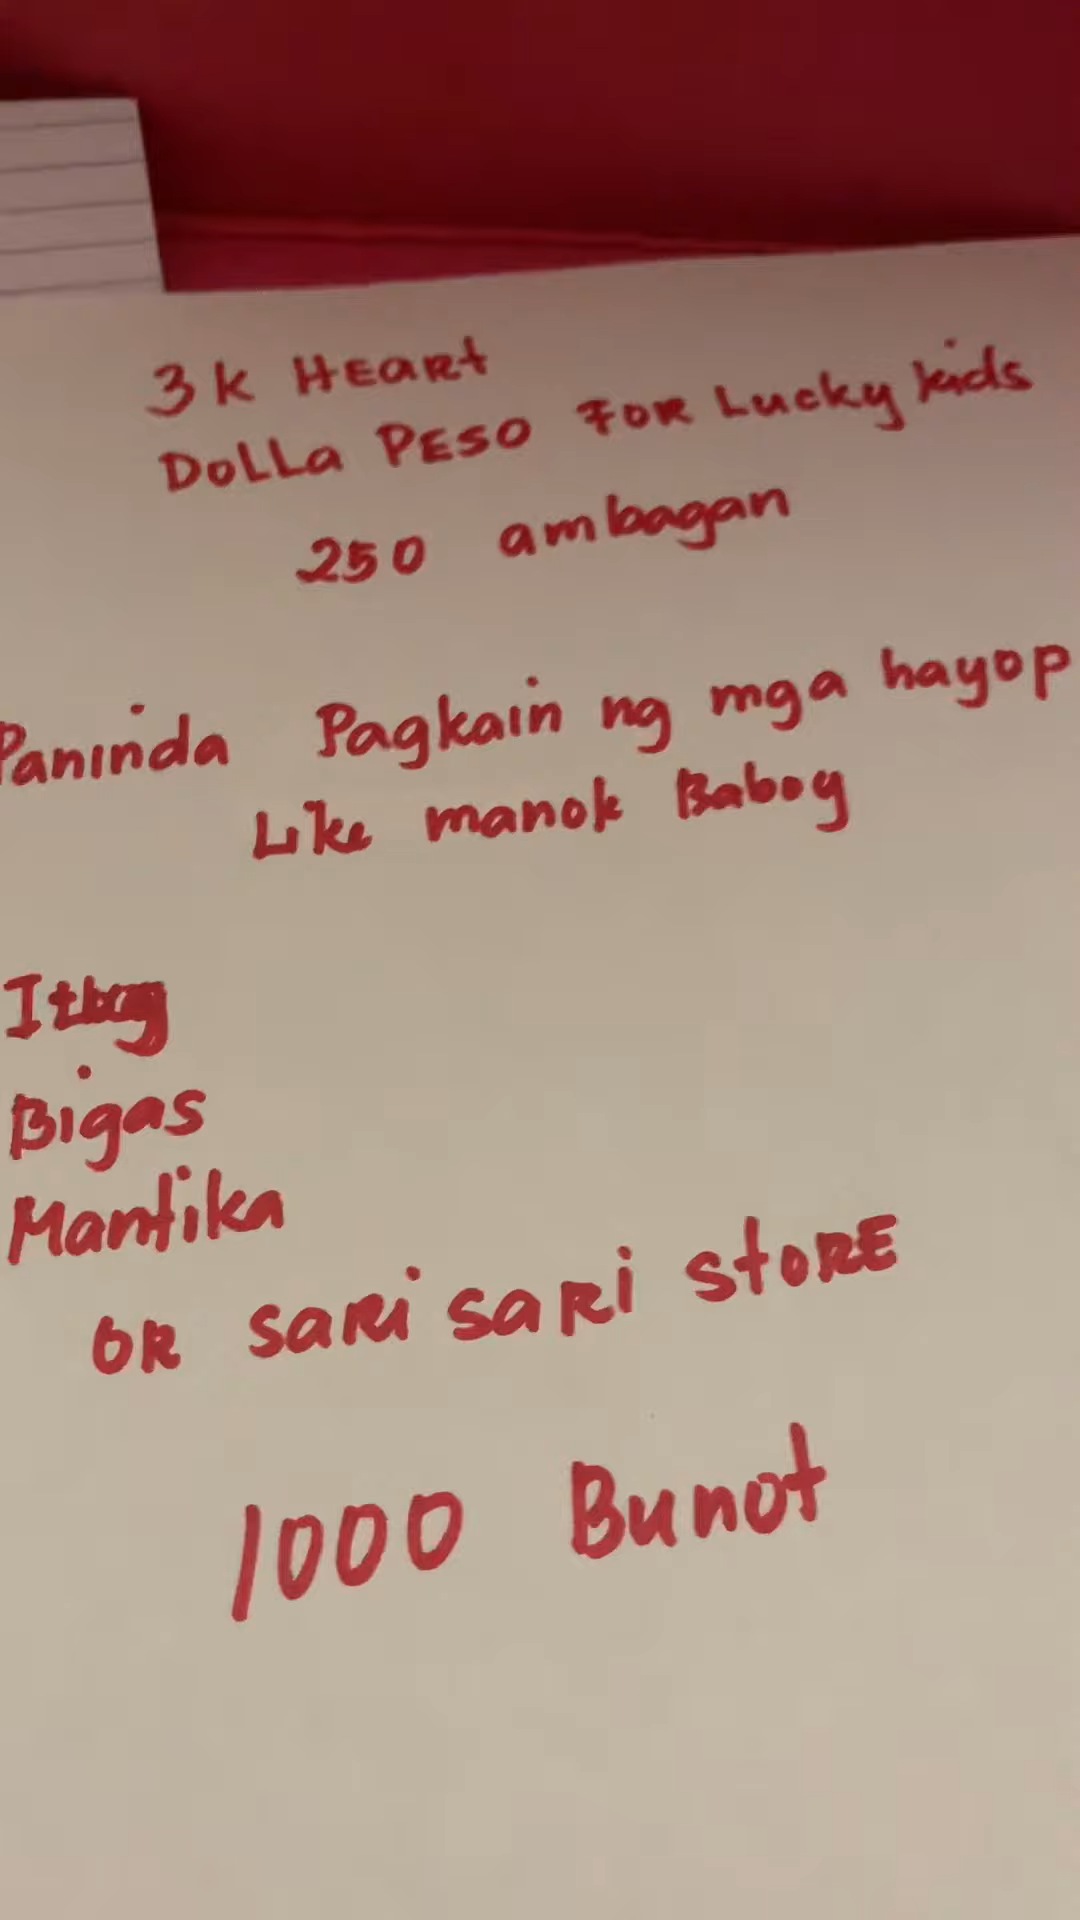 3k HEARt
DOLLa PESO FOR Lucky kids
250 ambagan
Paninda Pagkain ng mga hayop
Like manok Baboy
Bigas
Mantika
OR saRi saRi stORE
1000 Bunot